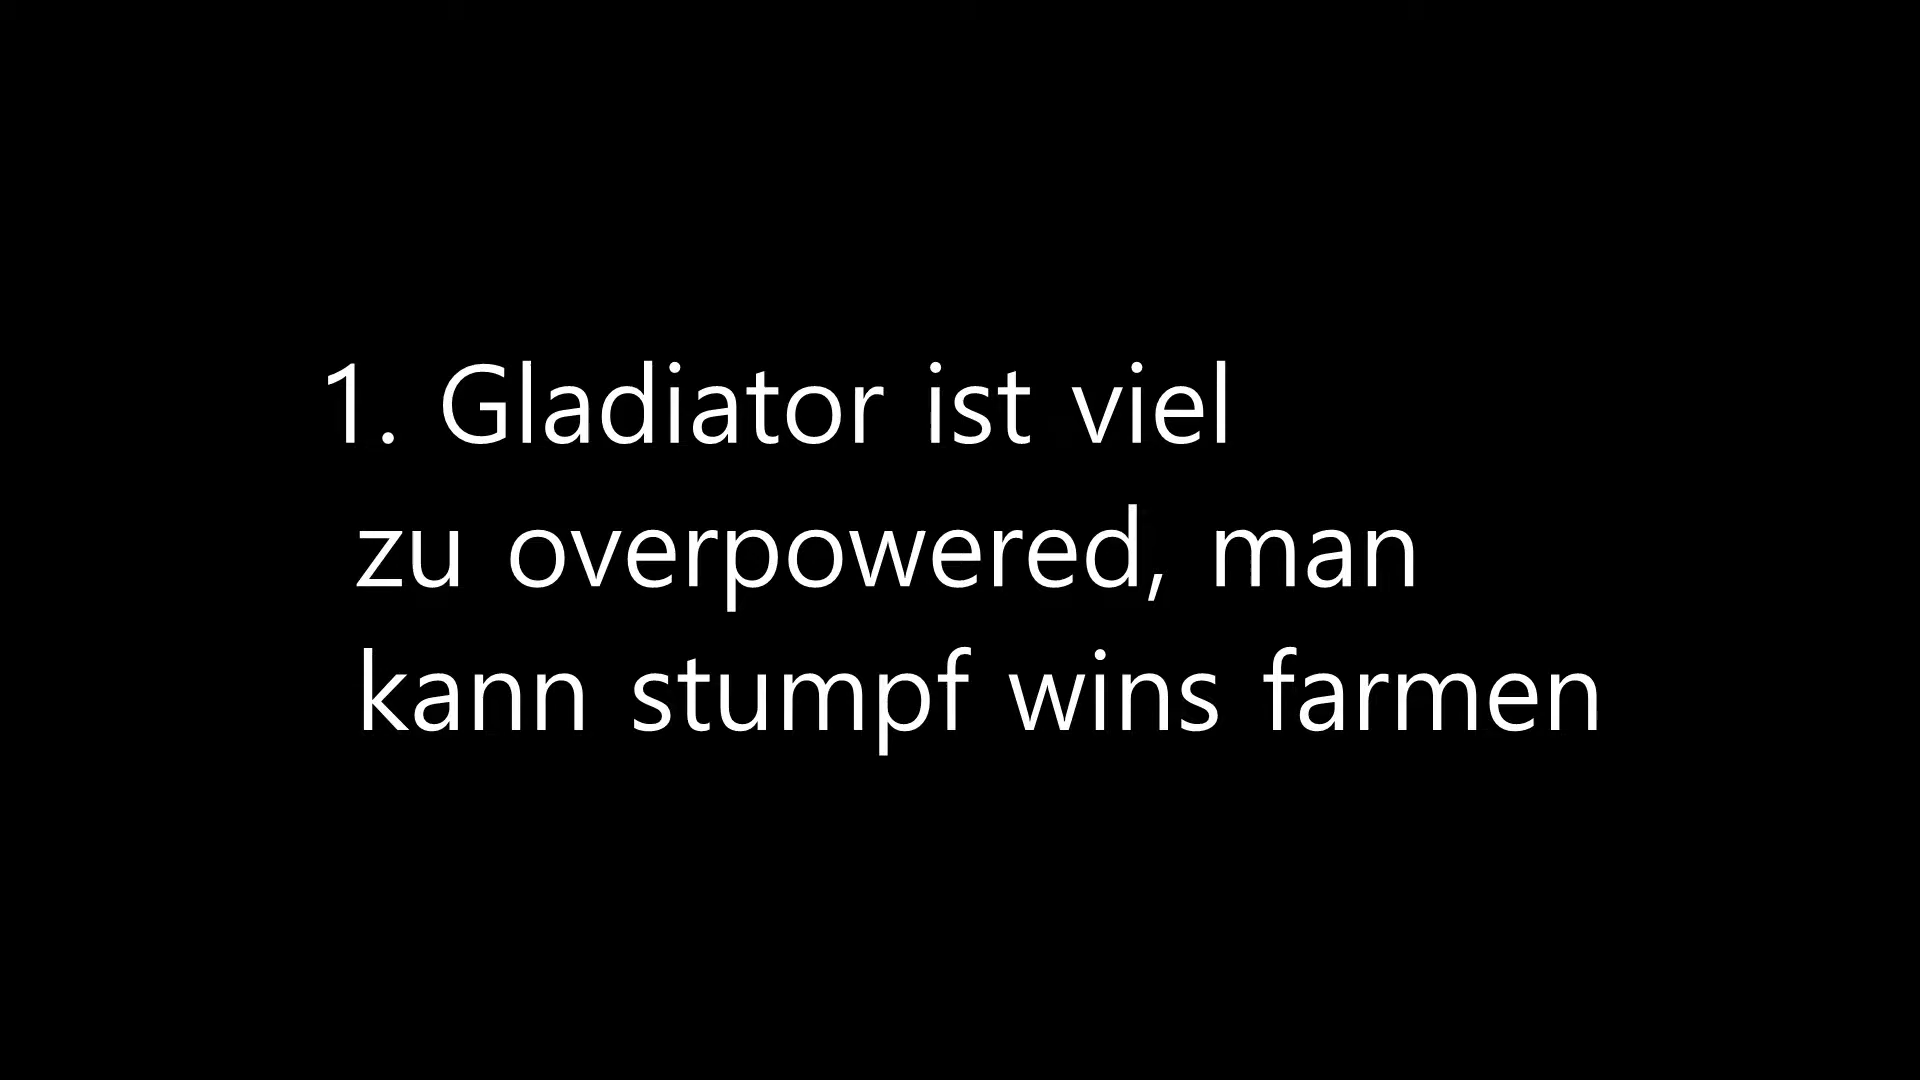 1. Gladiator ist viel
zu overpowered, man
kann stumpf wins farmen